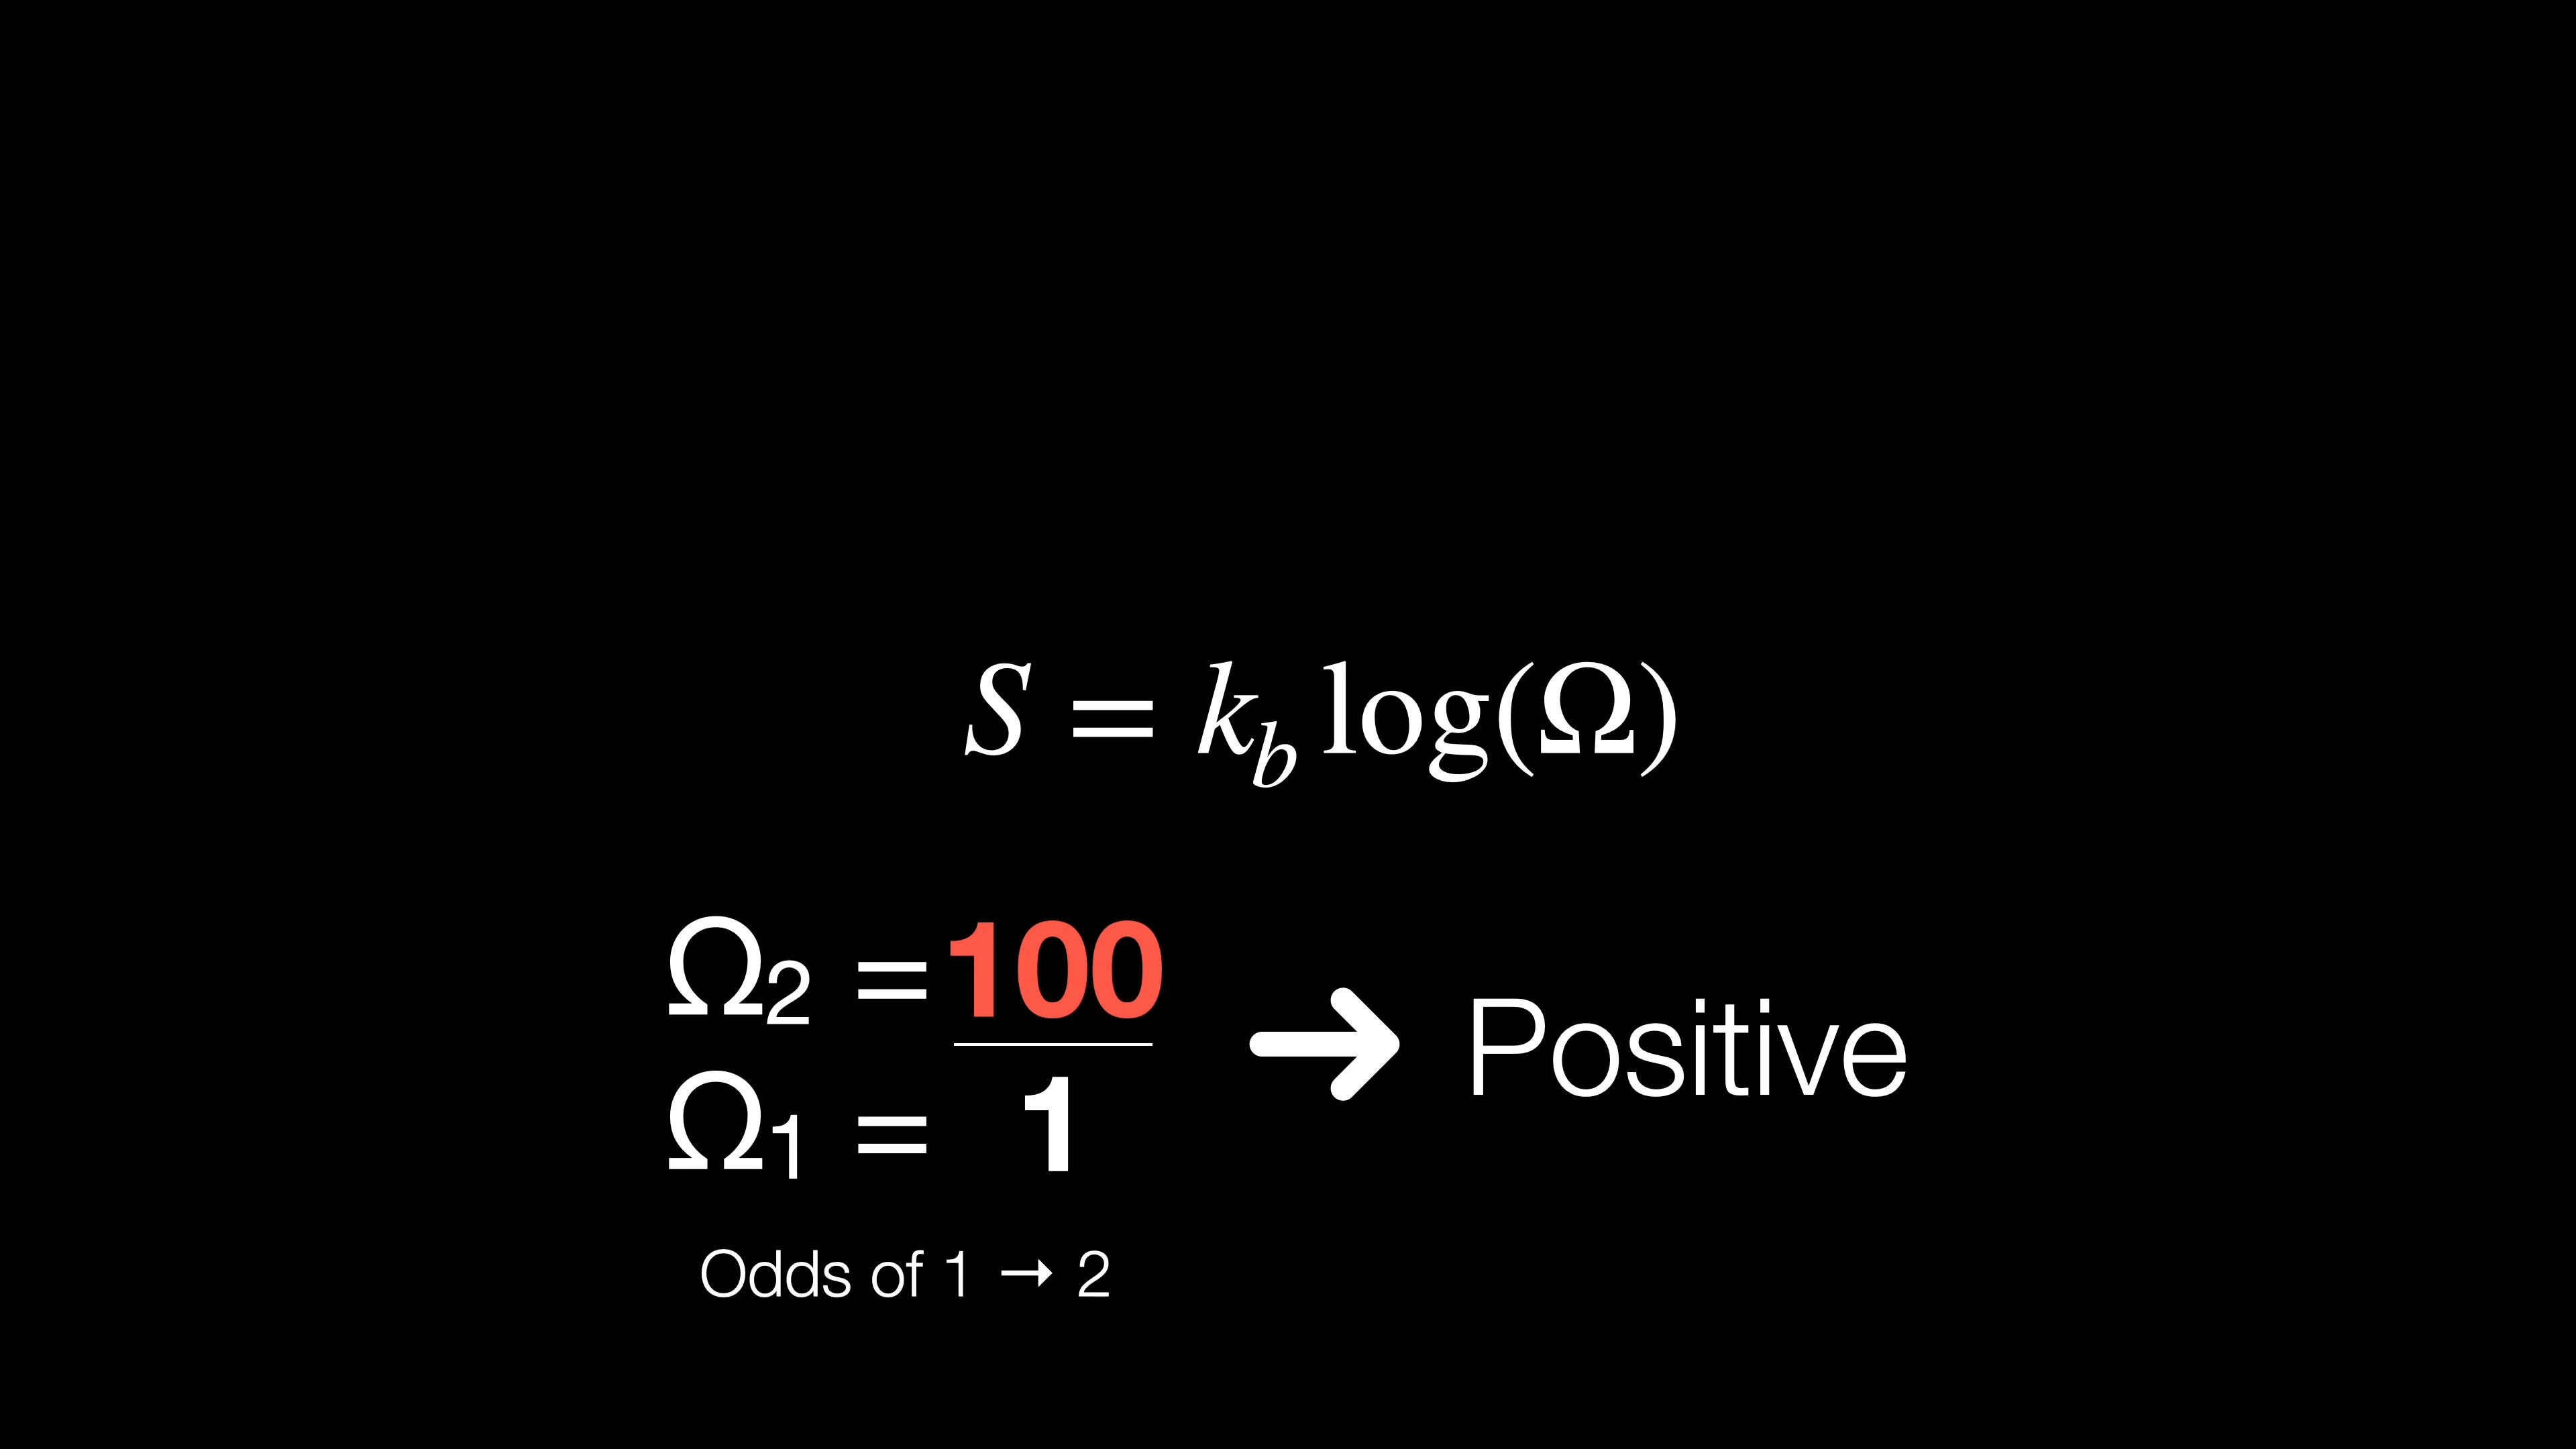 S = k_b log(Ω)
Ω2 = 100
→ Positive
Ω1 = 1
Odds of 1 → 2